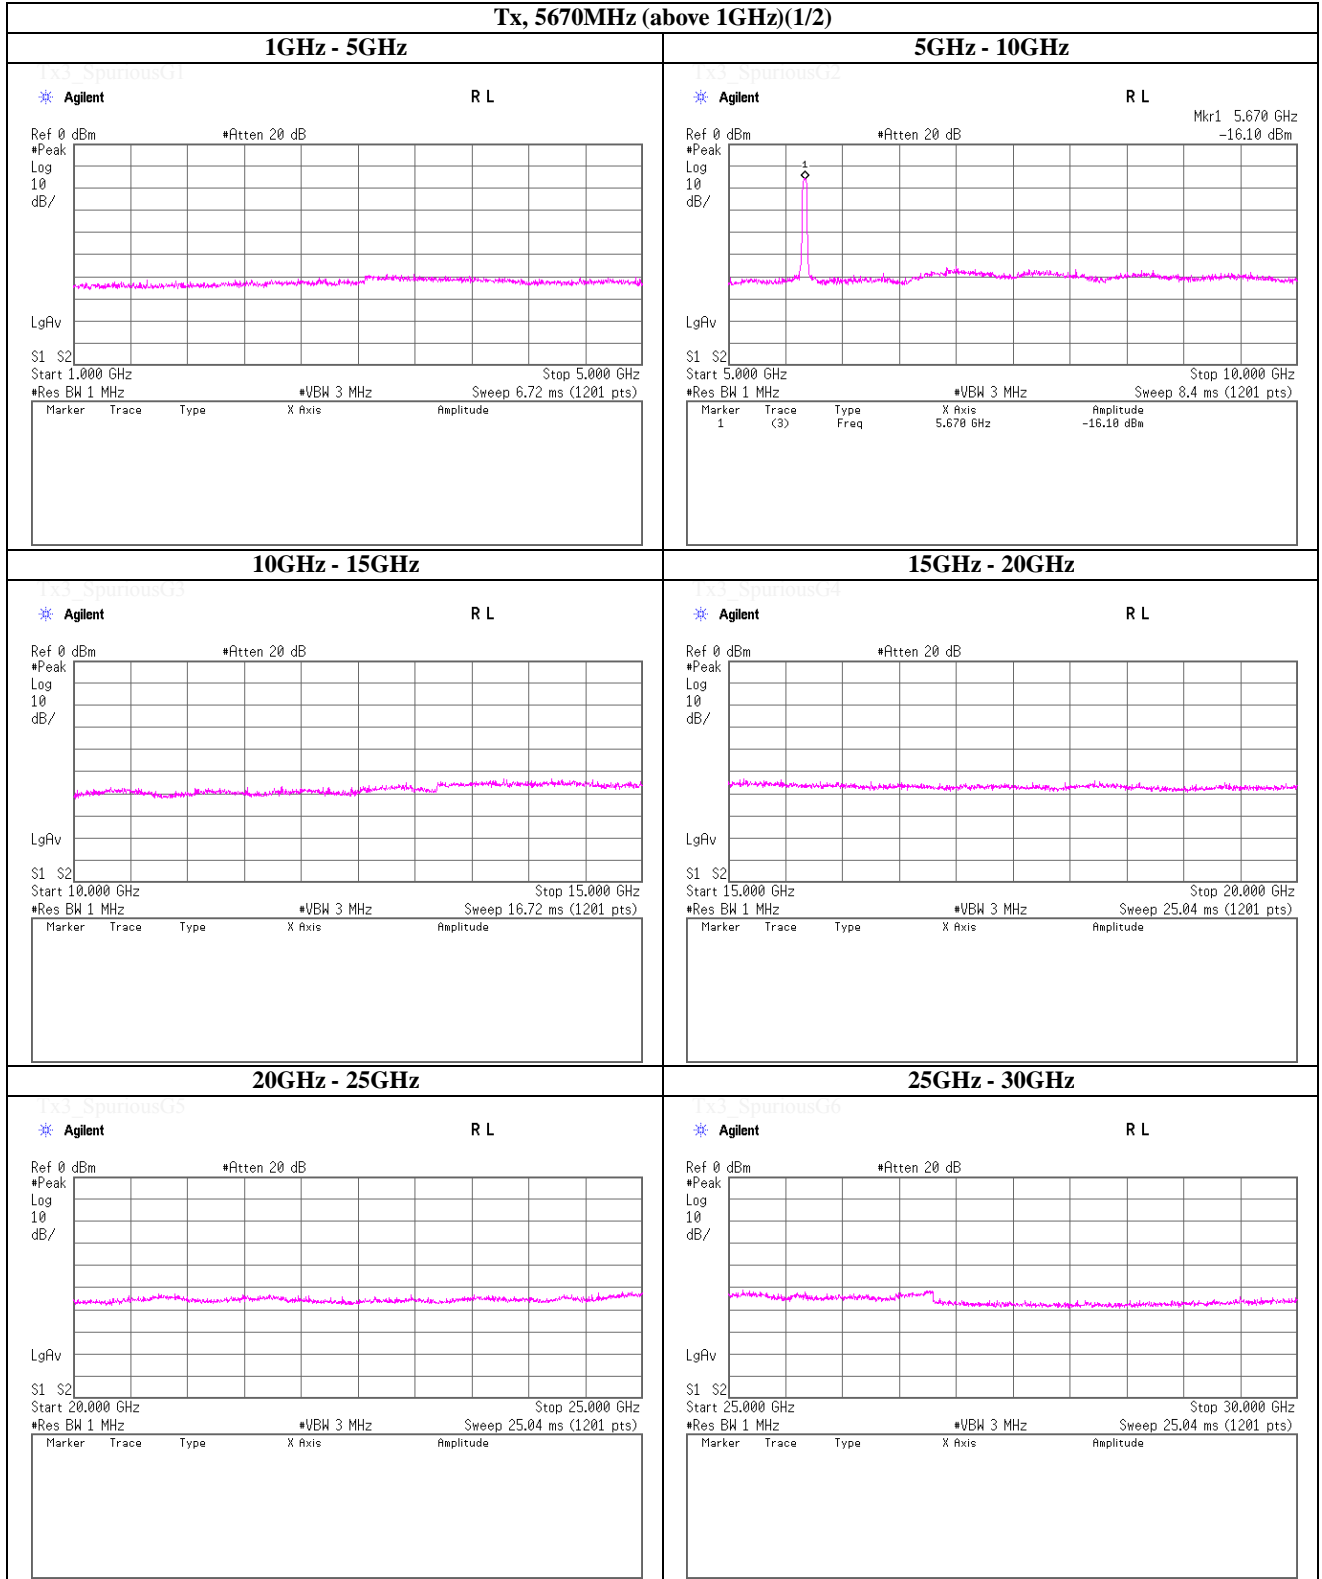 Tx, 5670MHz (above 1GHz)(1/2)
1GHz - 5GHz
5GHz - 10GHz
Tx3_SpuriousG1
Agilent
R L
Ref 0 dBm
#Atten 20 dB
#Peak
Log
10
dB/
LgAv
S1 S2
Start 1.000 GHz
Stop 5.000 GHz
#Res BW 1 MHz
#VBW 3 MHz
Sweep 6.72 ms (1201 pts)
Marker Trace Type X Axis Amplitude
Tx3_SpuriousG2
Agilent
R L
Mkr1 5.670 GHz
Ref 0 dBm
#Atten 20 dB
-16.10 dBm
#Peak
Log
10
dB/
1
LgAv
S1 S2
Start 5.000 GHz
Stop 10.000 GHz
#Res BW 1 MHz
#VBW 3 MHz
Sweep 8.4 ms (1201 pts)
Marker Trace Type X Axis Amplitude
1 (3) Freq 5.670 GHz -16.10 dBm
10GHz - 15GHz
15GHz - 20GHz
Tx3_SpuriousG3
Agilent
R L
Ref 0 dBm
#Atten 20 dB
#Peak
Log
10
dB/
LgAv
S1 S2
Start 10.000 GHz
Stop 15.000 GHz
#Res BW 1 MHz
#VBW 3 MHz
Sweep 16.72 ms (1201 pts)
Marker Trace Type X Axis Amplitude
Tx3_SpuriousG4
Agilent
R L
Ref 0 dBm
#Atten 20 dB
#Peak
Log
10
dB/
LgAv
S1 S2
Start 15.000 GHz
Stop 20.000 GHz
#Res BW 1 MHz
#VBW 3 MHz
Sweep 25.04 ms (1201 pts)
Marker Trace Type X Axis Amplitude
20GHz - 25GHz
25GHz - 30GHz
Tx3_SpuriousG5
Agilent
R L
Ref 0 dBm
#Atten 20 dB
#Peak
Log
10
dB/
LgAv
S1 S2
Start 20.000 GHz
Stop 25.000 GHz
#Res BW 1 MHz
#VBW 3 MHz
Sweep 25.04 ms (1201 pts)
Marker Trace Type X Axis Amplitude
Tx3_SpuriousG6
Agilent
R L
Ref 0 dBm
#Atten 20 dB
#Peak
Log
10
dB/
LgAv
S1 S2
Start 25.000 GHz
Stop 30.000 GHz
#Res BW 1 MHz
#VBW 3 MHz
Sweep 25.04 ms (1201 pts)
Marker Trace Type X Axis Amplitude